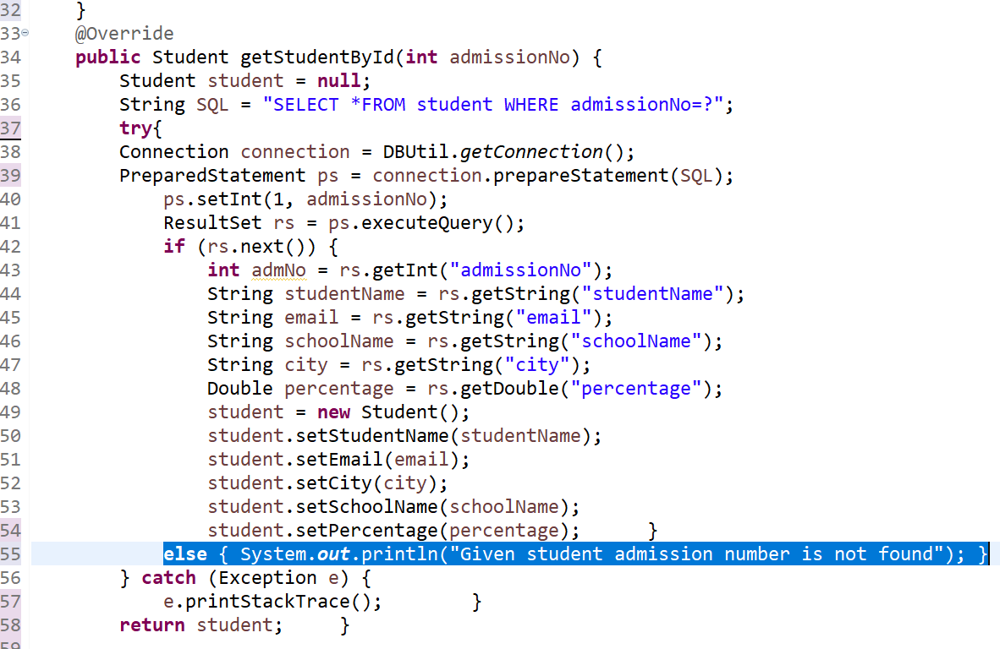 32 }
33 @Override
34 public Student getStudentById(int admissionNo) {
35 Student student = null;
36 String SQL = "SELECT *FROM student WHERE admissionNo=?";
37 try{
38 Connection connection = DBUtil.getConnection();
39 PreparedStatement ps = connection.prepareStatement(SQL);
40 ps.setInt(1, admissionNo);
41 ResultSet rs = ps.executeQuery();
42 if (rs.next()) {
43 int admNo = rs.getInt("admissionNo");
44 String studentName = rs.getString("studentName");
45 String email = rs.getString("email");
46 String schoolName = rs.getString("schoolName");
47 String city = rs.getString("city");
48 Double percentage = rs.getDouble("percentage");
49 student = new Student();
50 student.setStudentName(studentName);
51 student.setEmail(email);
52 student.setCity(city);
53 student.setSchoolName(schoolName);
54 student.setPercentage(percentage); }
55 else { System.out.println("Given student admission number is not found"); }
56 } catch (Exception e) {
57 e.printStackTrace(); }
58 return student; }
59